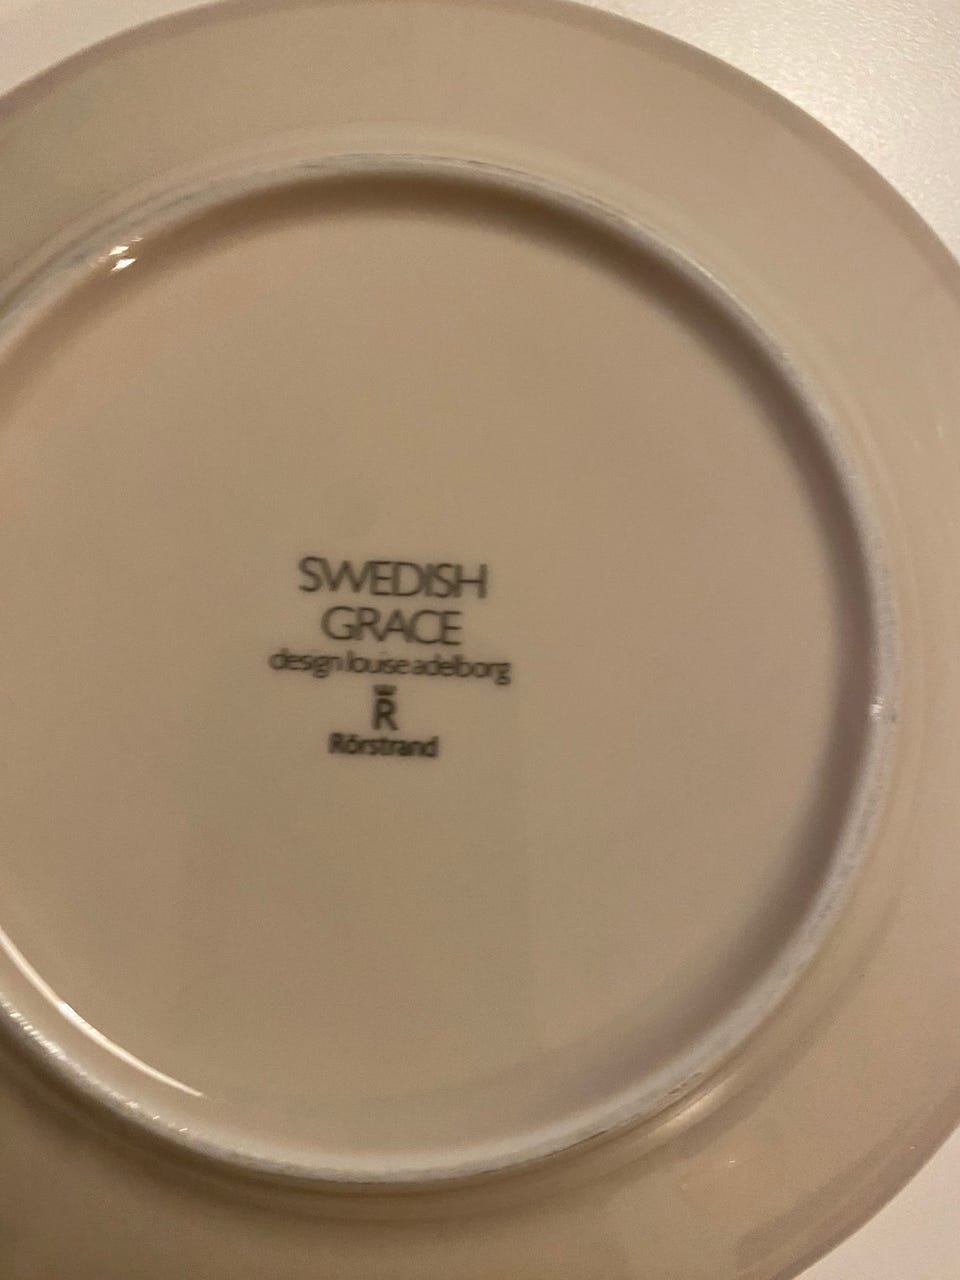 SWEDISH
GRACE
design louise adelborg
R
Rörstrand